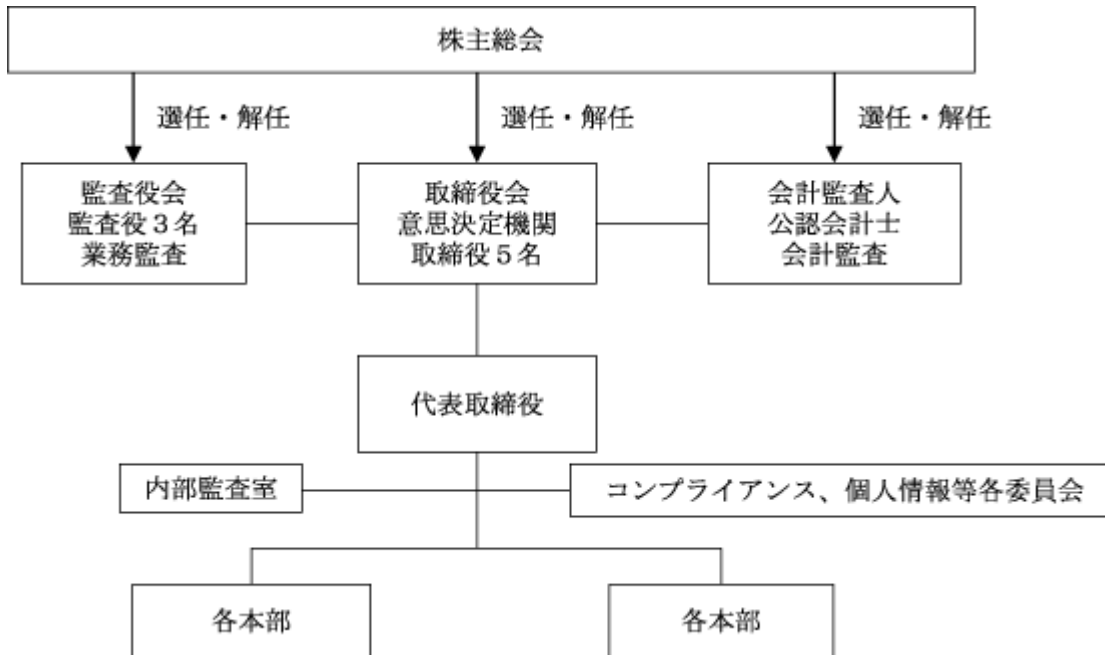 株主総会
選任・解任
選任・解任
選任・解任
監査役会
監査役3名
業務監査
取締役会
意思決定機関
取締役5名
会計監査人
公認会計士
会計監査
代表取締役
内部監査室
コンプライアンス、個人情報等各委員会
各本部
各本部